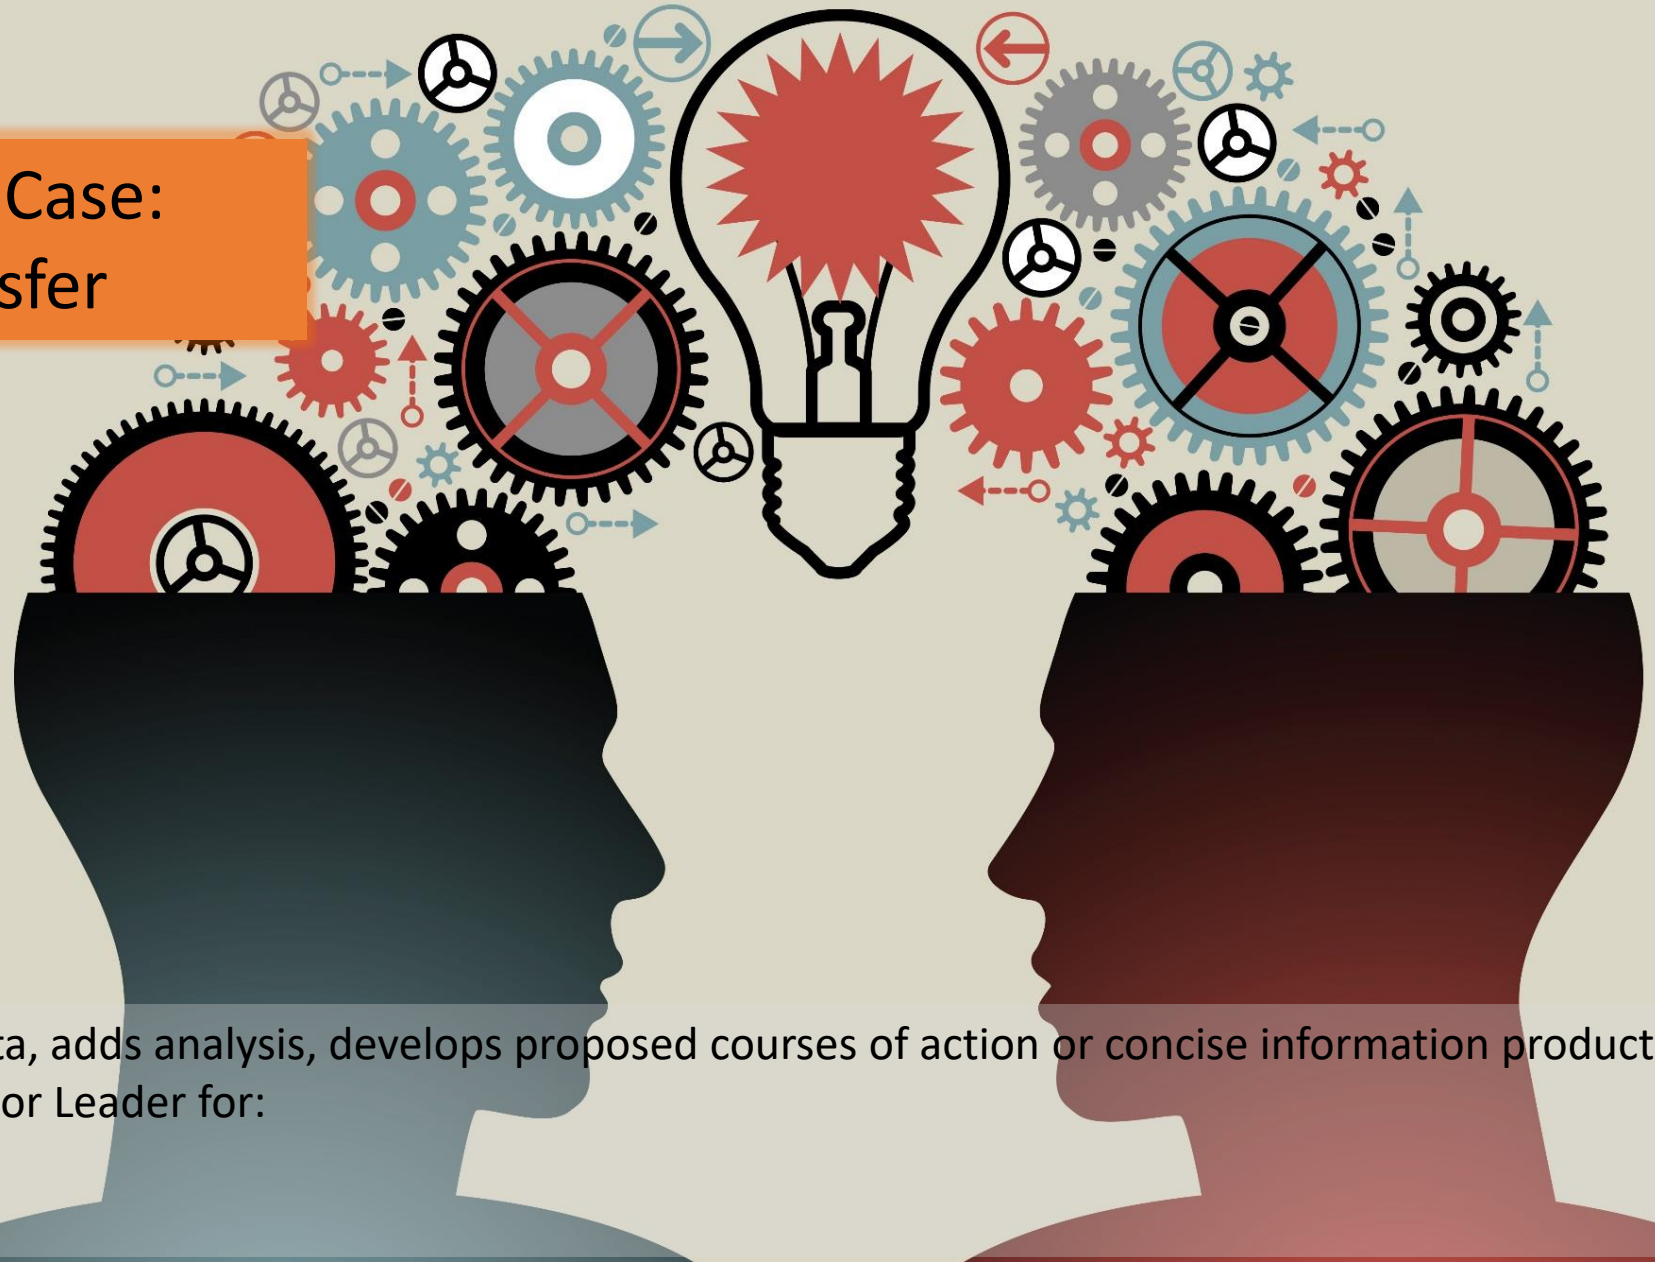 Case:
sfer
ta, adds analysis, develops proposed courses of action or concise information product
or Leader for: